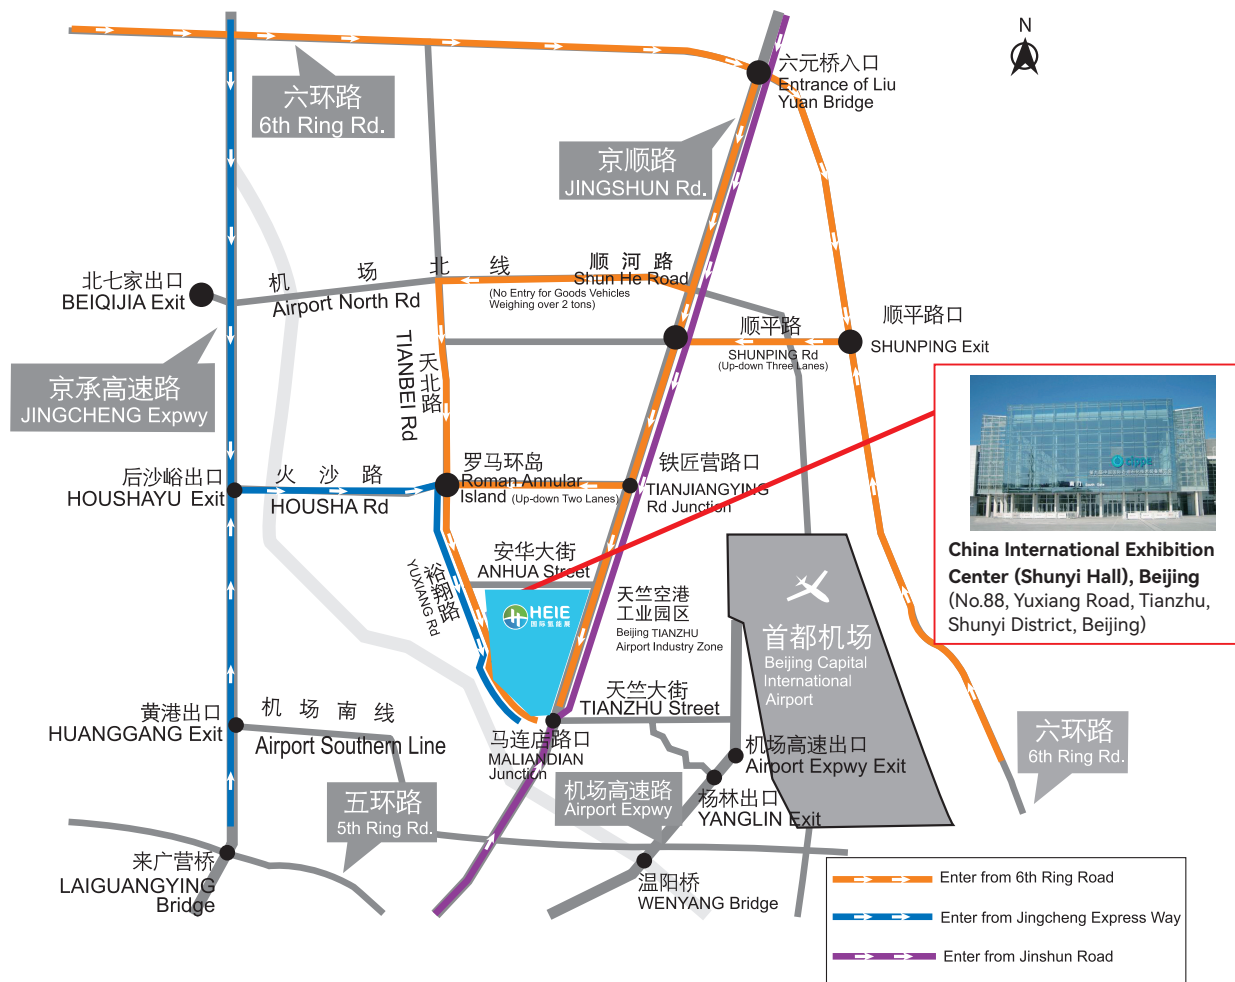 N
六元桥入口
Entrance of Liu
Yuan Bridge
六环路
6th Ring Rd.
京顺路
JINGSHUN Rd.
北七家出口
BEIQIJIA Exit
机场北线
Airport North Rd
顺河路
Shun He Road
(No Entry for Goods Vehicles
Weighing over 2 tons)
顺平路
SHUNPING Rd
(Up-down Three Lanes)
顺平路口
SHUNPING Exit
京承高速路
JINGCHENG Expwy
天北路
TIANBEI Rd
后沙峪出口
HOUSHAYU Exit
火沙路
HOUSHA Rd
罗马环岛
Roman Annular
Island (Up-down Two Lanes)
铁匠营路口
TIANJIANGYING
Rd Junction
cippe
China International Exhibition
Center (Shunyi Hall), Beijing
(No.88, Yuxiang Road, Tianzhu,
Shunyi District, Beijing)
安华大街
ANHUA Street
裕翔路
YUXIANG Rd
HEIE
国际氢能展
天竺空港
工业园区
Beijing TIANZHU
Airport Industry Zone
首都机场
Beijing Capital
International
Airport
天竺大街
TIANZHU Street
黄港出口
HUANGGANG Exit
机场南线
Airport Southern Line
马连店路口
MALIANDIAN
Junction
机场高速出口
Airport Expwy Exit
六环路
6th Ring Rd.
五环路
5th Ring Rd.
机场高速路
Airport Expwy
杨林出口
YANGLIN Exit
来广营桥
LAIGUANGYING
Bridge
温阳桥
WENYANG Bridge
Enter from 6th Ring Road
Enter from Jingcheng Express Way
Enter from Jinshun Road